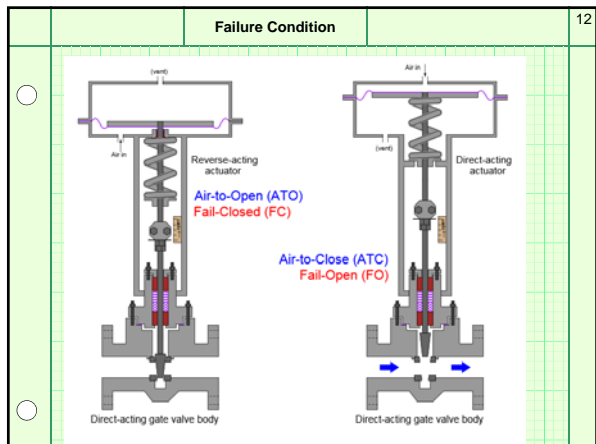 Failure Condition
12
(vent)
Air in
Reverse-acting
actuator
Air-to-Open (ATO)
Fail-Closed (FC)
Direct-acting gate valve body
Air in
(vent)
Direct-acting
actuator
Air-to-Close (ATC)
Fail-Open (FO)
Direct-acting gate valve body